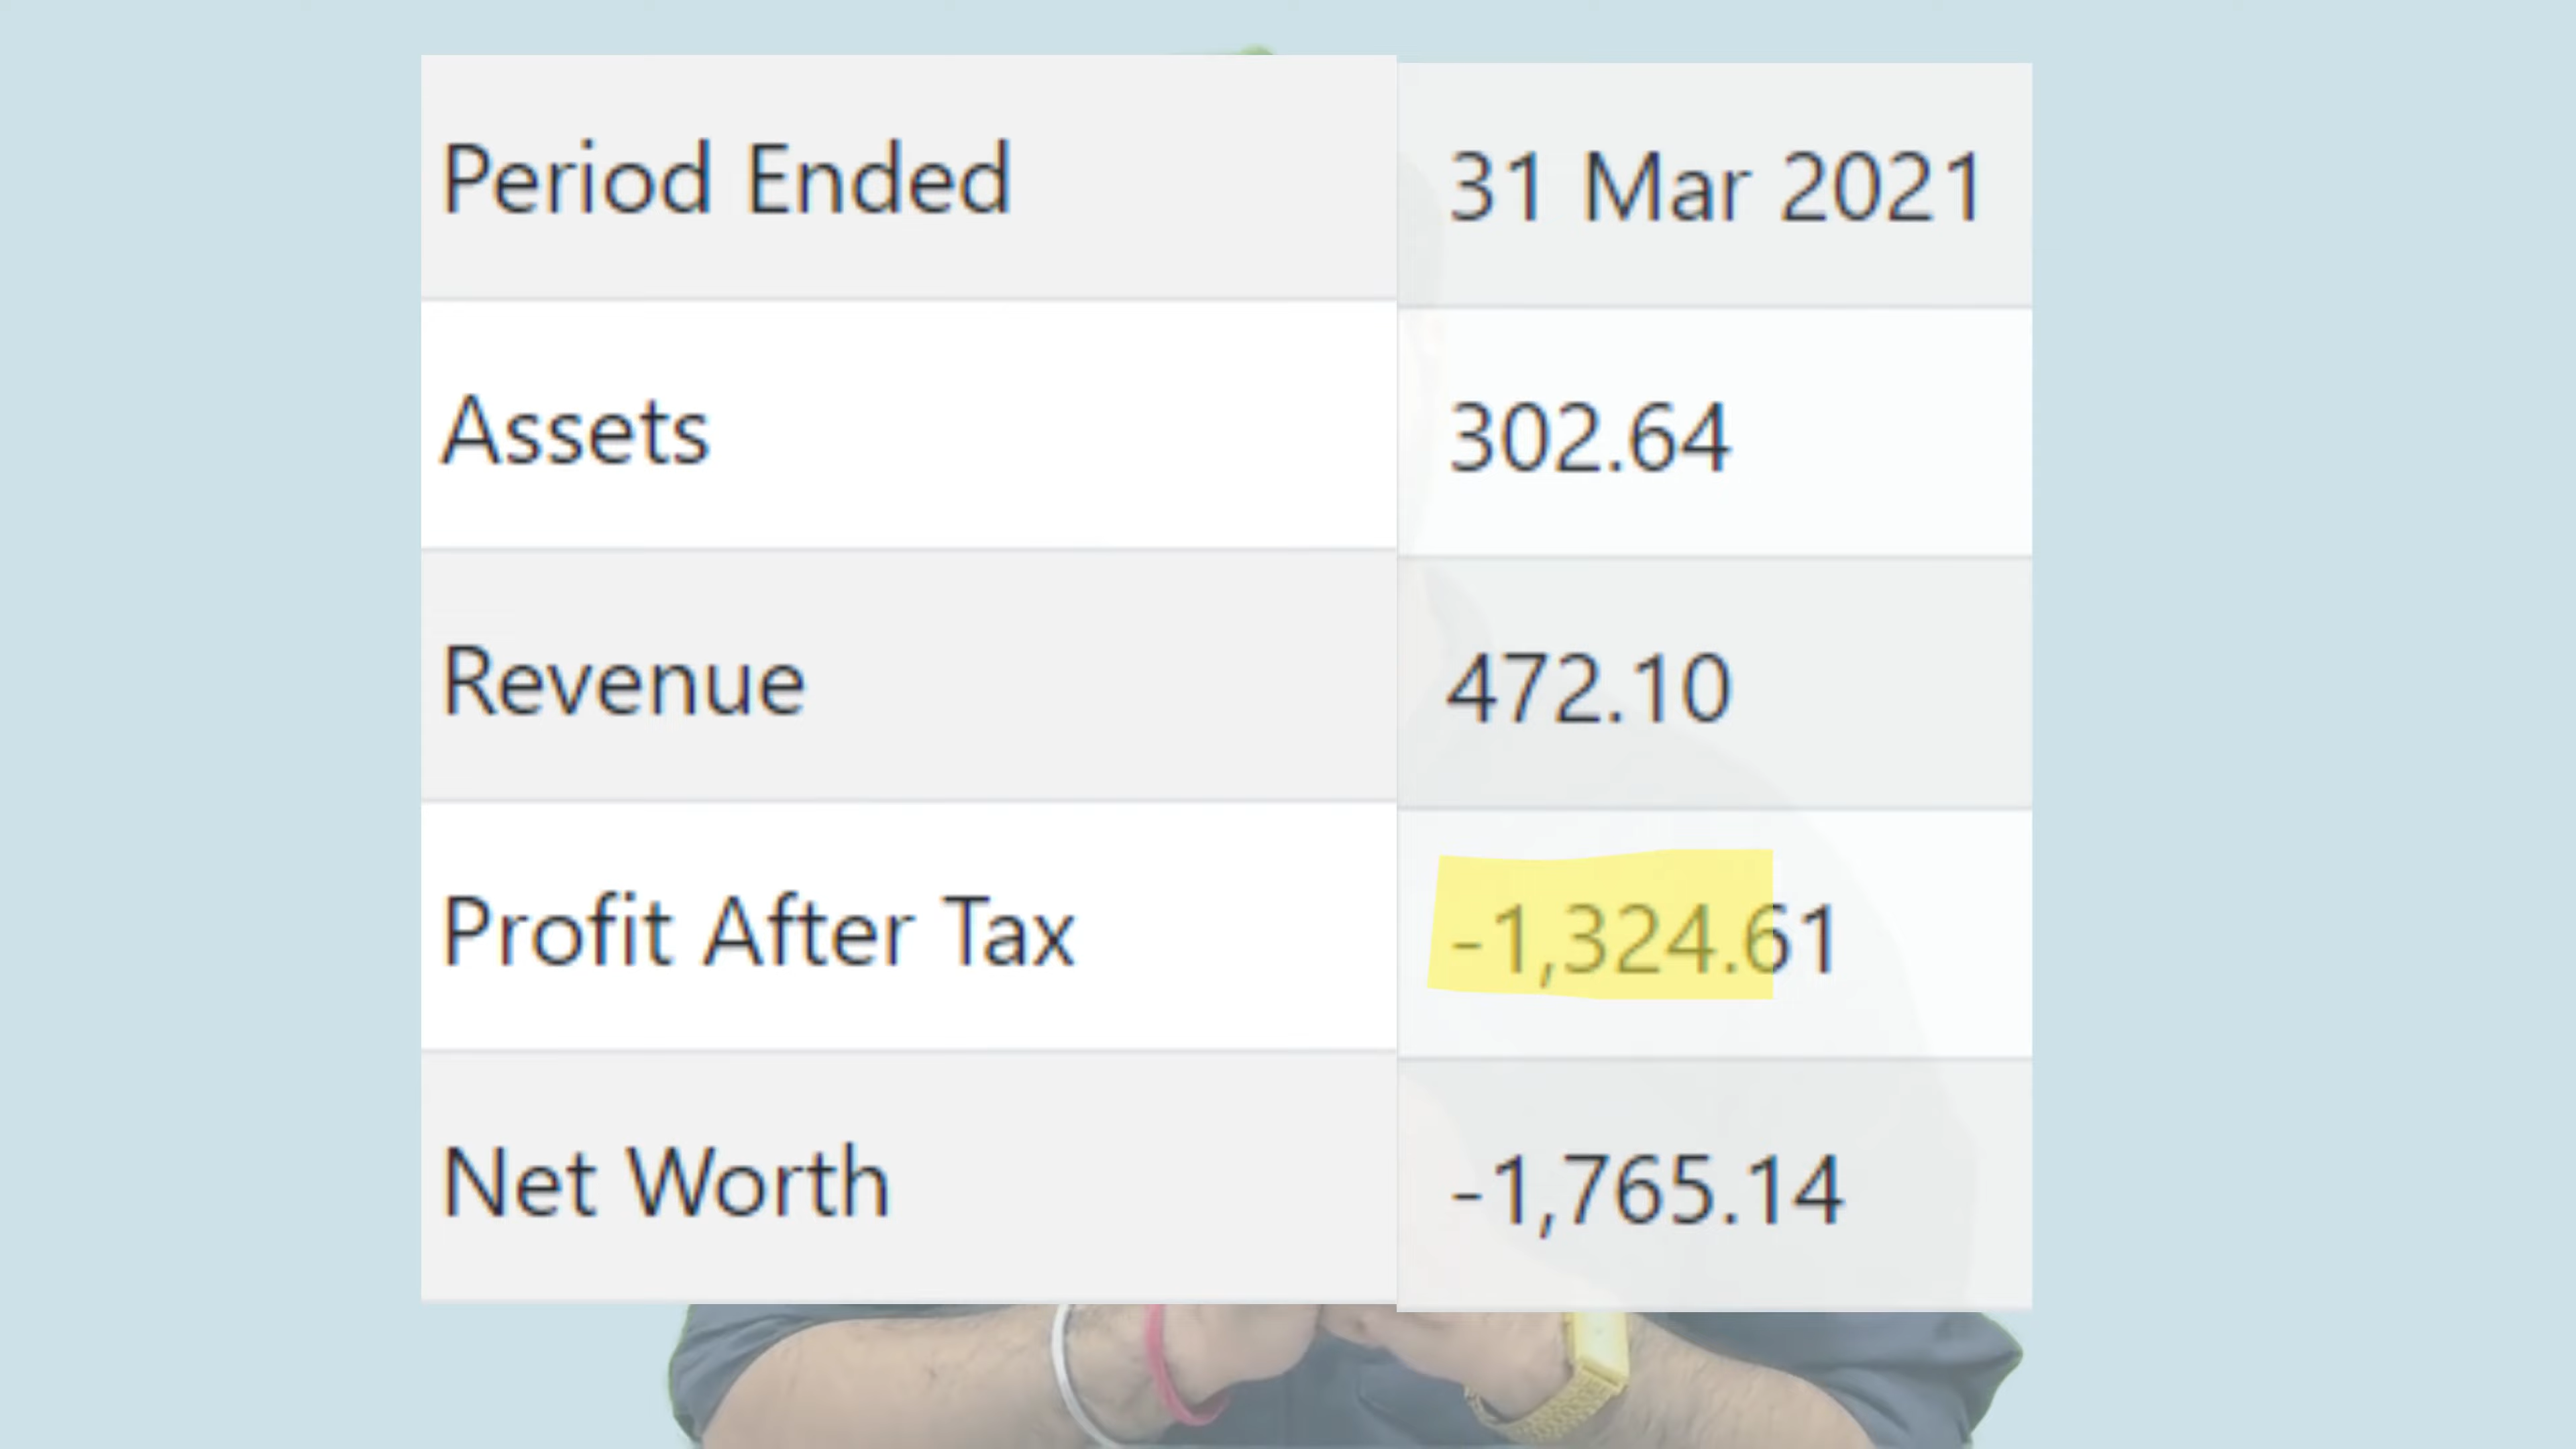 Period Ended 31 Mar 2021
Assets 302.64
Revenue 472.10
Profit After Tax -1,324.61
Net Worth -1,765.14